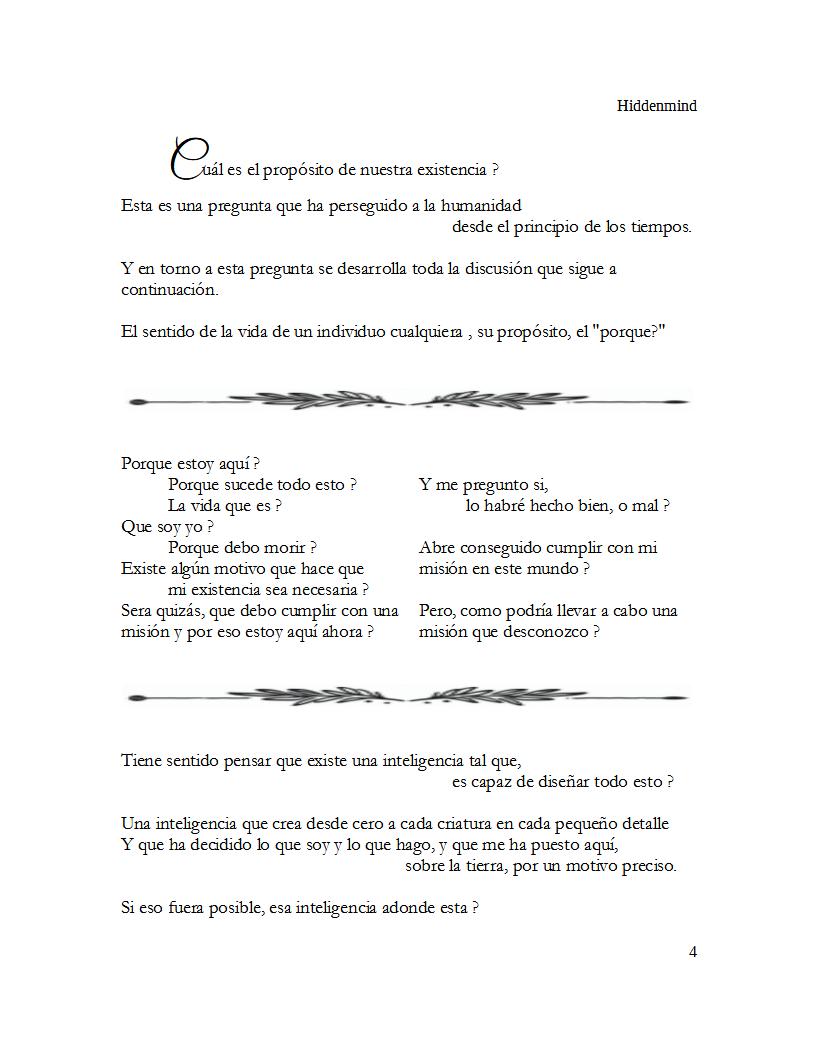 Hiddenmind
Cuál es el propósito de nuestra existencia ?
Esta es una pregunta que ha perseguido a la humanidad
desde el principio de los tiempos.
Y en torno a esta pregunta se desarrolla toda la discusión que sigue a
continuación.
El sentido de la vida de un individuo cualquiera , su propósito, el "porque?"
Porque estoy aquí ?
Porque sucede todo esto ?
La vida que es ?
Que soy yo ?
Porque debo morir ?
Existe algún motivo que hace que
mi existencia sea necesaria ?
Sera quizás, que debo cumplir con una
misión y por eso estoy aquí ahora ?
Y me pregunto si,
lo habré hecho bien, o mal ?
Abre conseguido cumplir con mi
misión en este mundo ?
Pero, como podría llevar a cabo una
misión que desconozco ?
Tiene sentido pensar que existe una inteligencia tal que,
es capaz de diseñar todo esto ?
Una inteligencia que crea desde cero a cada criatura en cada pequeño detalle
Y que ha decidido lo que soy y lo que hago, y que me ha puesto aquí,
sobre la tierra, por un motivo preciso.
Si eso fuera posible, esa inteligencia adonde esta ?
4